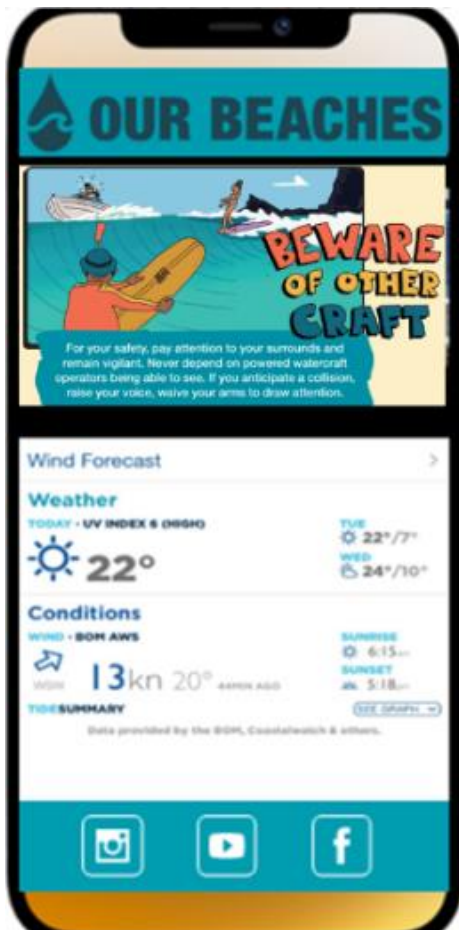 OUR BEACHES
BEWARE
OF OTHER
CRAFT
For your safety, pay attention to your surrounds and
remain vigilant. Never depend on powered watercraft
operators being able to see. If you anticipate a collision,
raise your voice, waive your arms to draw attention.
Wind Forecast
Weather
TODAY - UV INDEX 6 (HIGH)
22°
TUE
22°/7°
WED
24°/10°
Conditions
WIND - BOM AWS
13kn 20° 44MIN AGO
SUNRISE
6:15
SUNSET
5:18
TIDE SUMMARY
SEE GRAPH
Data provided by the BOM, Coastalwatch & others.